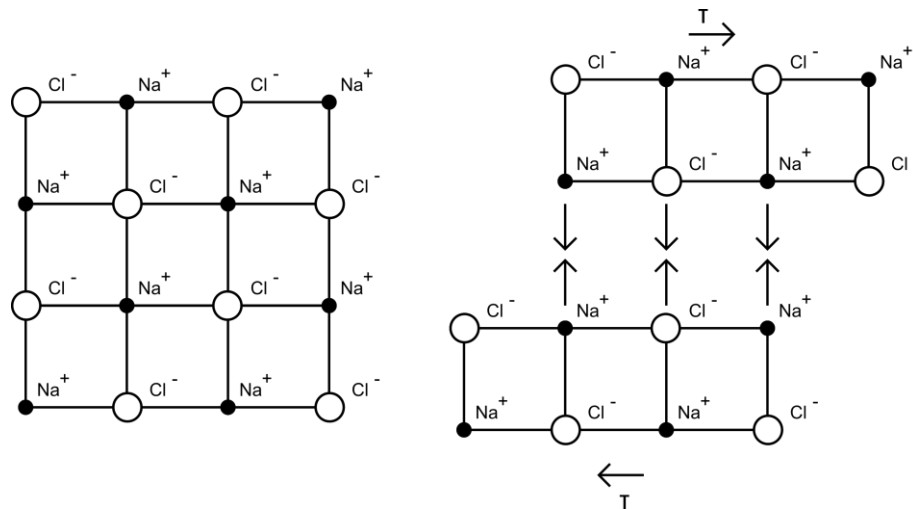 Cl - Na + Cl - Na +
Na + Cl - Na + Cl -
Cl - Na + Cl - Na +
Na + Cl - Na + Cl -
T
Cl - Na + Cl - Na +
Na + Cl - Na + Cl
Cl - Na + Cl - Na +
Na + Cl - Na + Cl -
T